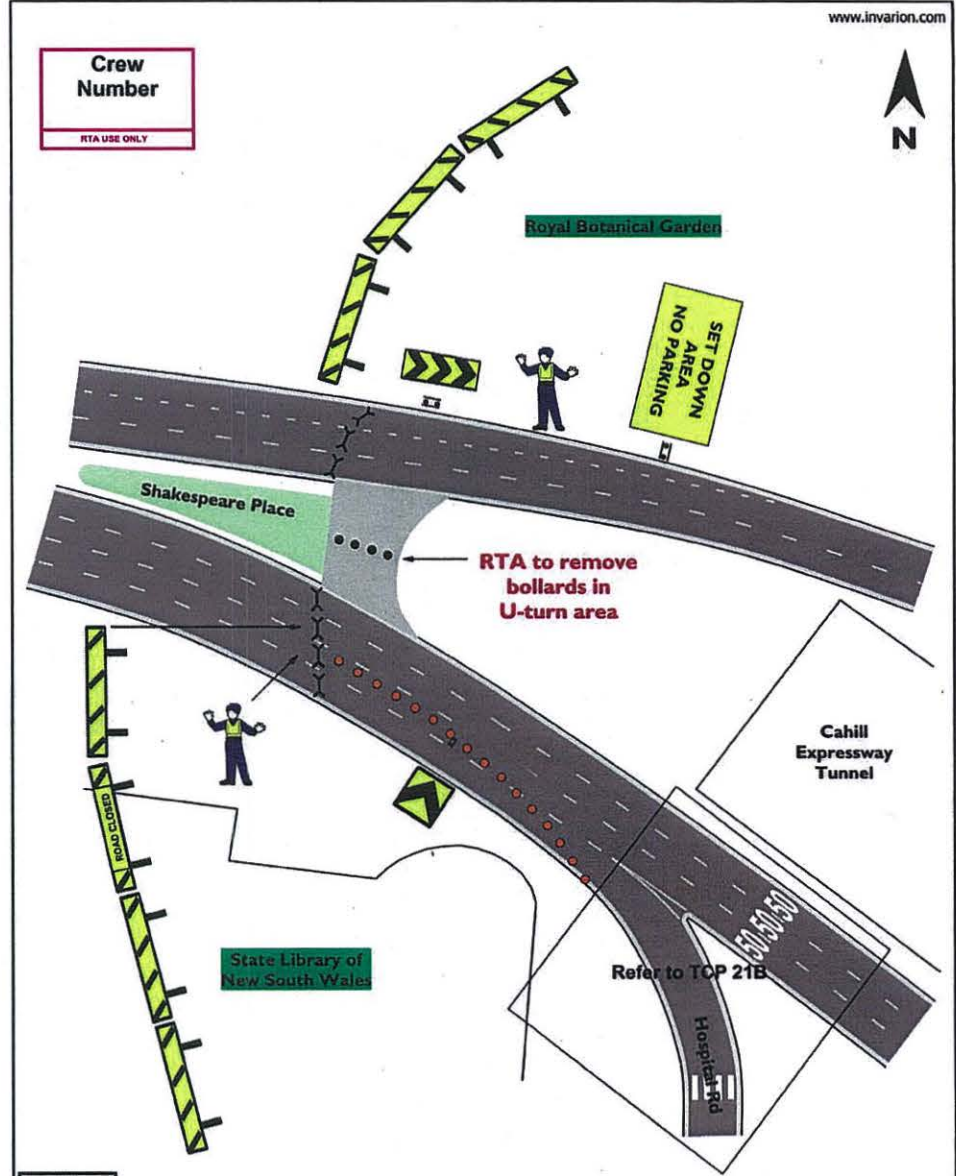 www.invarion.com
Crew
Number
RTA USE ONLY
N
Royal Botanical Garden
SET DOWN
AREA
NO PARKING
Shakespeare Place
RTA to remove
bollards in
U-turn area
Cahill
Expressway
Tunnel
ROAD CLOSED
State Library of
New South Wales
50 50 50
Refer to TCP 21B
Hospital Rd